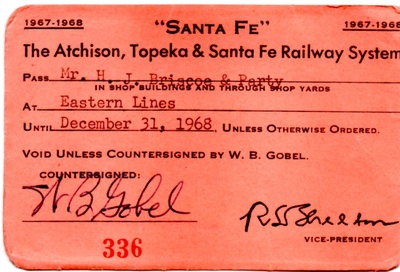 1967-1968 "SANTA FE" 1967-1968
The Atchison, Topeka & Santa Fe Railway System
PASS Mr. H. J. Briscoe & Party
IN SHOP BUILDINGS AND THROUGH SHOP YARDS
AT Eastern Lines
UNTIL December 31, 1968, UNLESS OTHERWISE ORDERED.
VOID UNLESS COUNTERSIGNED BY W. B. GOBEL.
COUNTERSIGNED:
W B Gobel
VICE-PRESIDENT
336